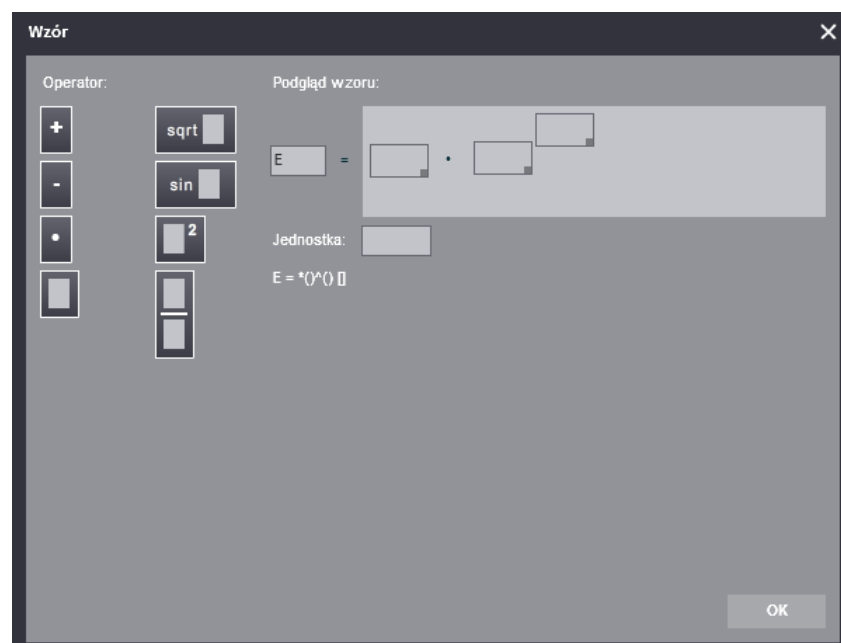 Wzór
Operator:
Podgląd wzoru:
+
sqrt
-
sin
•
2
E = •
Jednostka:
E = *()^() []
OK